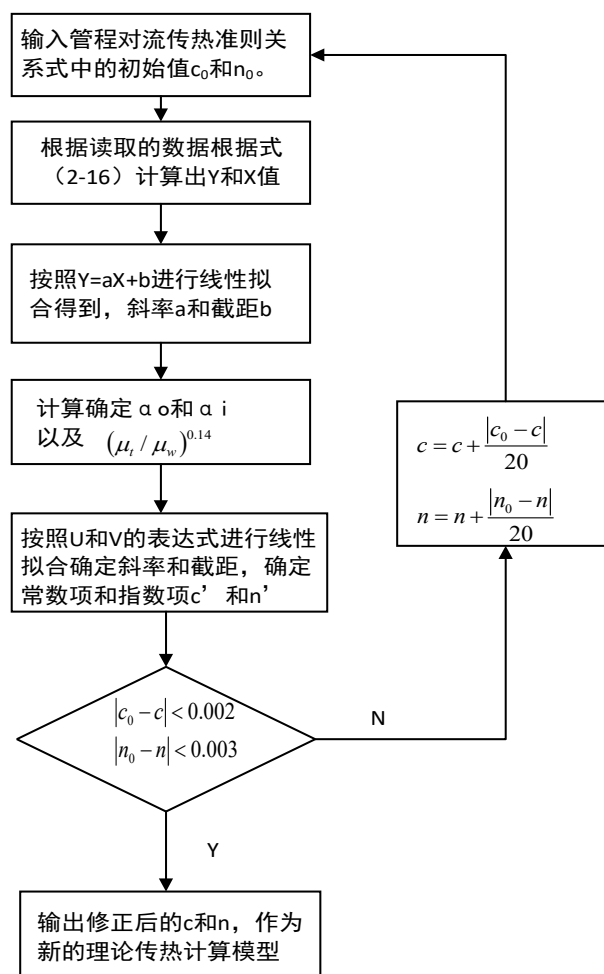 输入管程对流传热准则关
系式中的初始值c₀和n₀。
根据读取的数据根据式
（2-16）计算出Y和X值
按照Y=aX+b进行线性拟
合得到，斜率a和截距b
计算确定αo和αi
以及 (μ_t / μ_w)^0.14
按照U和V的表达式进行线性
拟合确定斜率和截距，确定
常数项和指数项c’和n’
|c₀ − c| < 0.002
|n₀ − n| < 0.003
N
c = c + |c₀ − c| / 20
n = n + |n₀ − n| / 20
Y
输出修正后的c和n，作为
新的理论传热计算模型